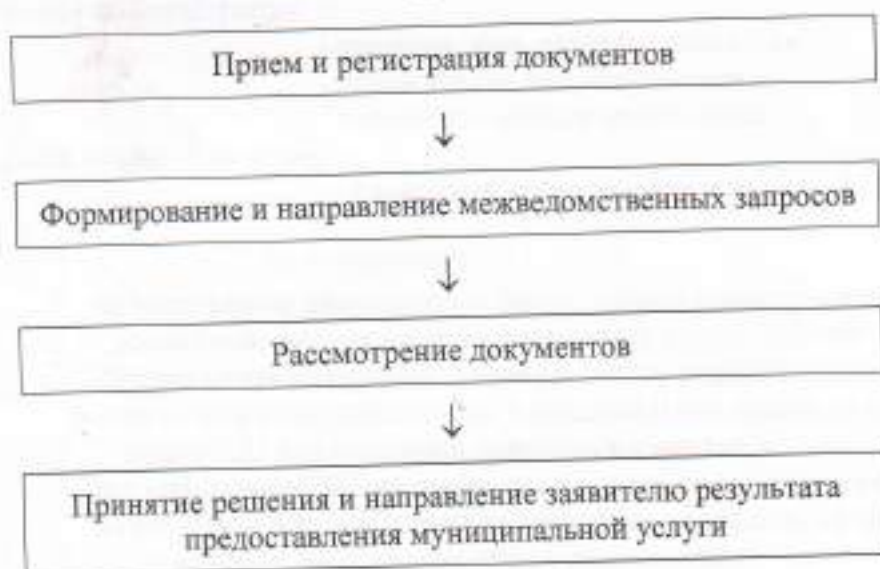 Прием и регистрация документов
↓
Формирование и направление межведомственных запросов
↓
Рассмотрение документов
↓
Принятие решения и направление заявителю результата
предоставления муниципальной услуги